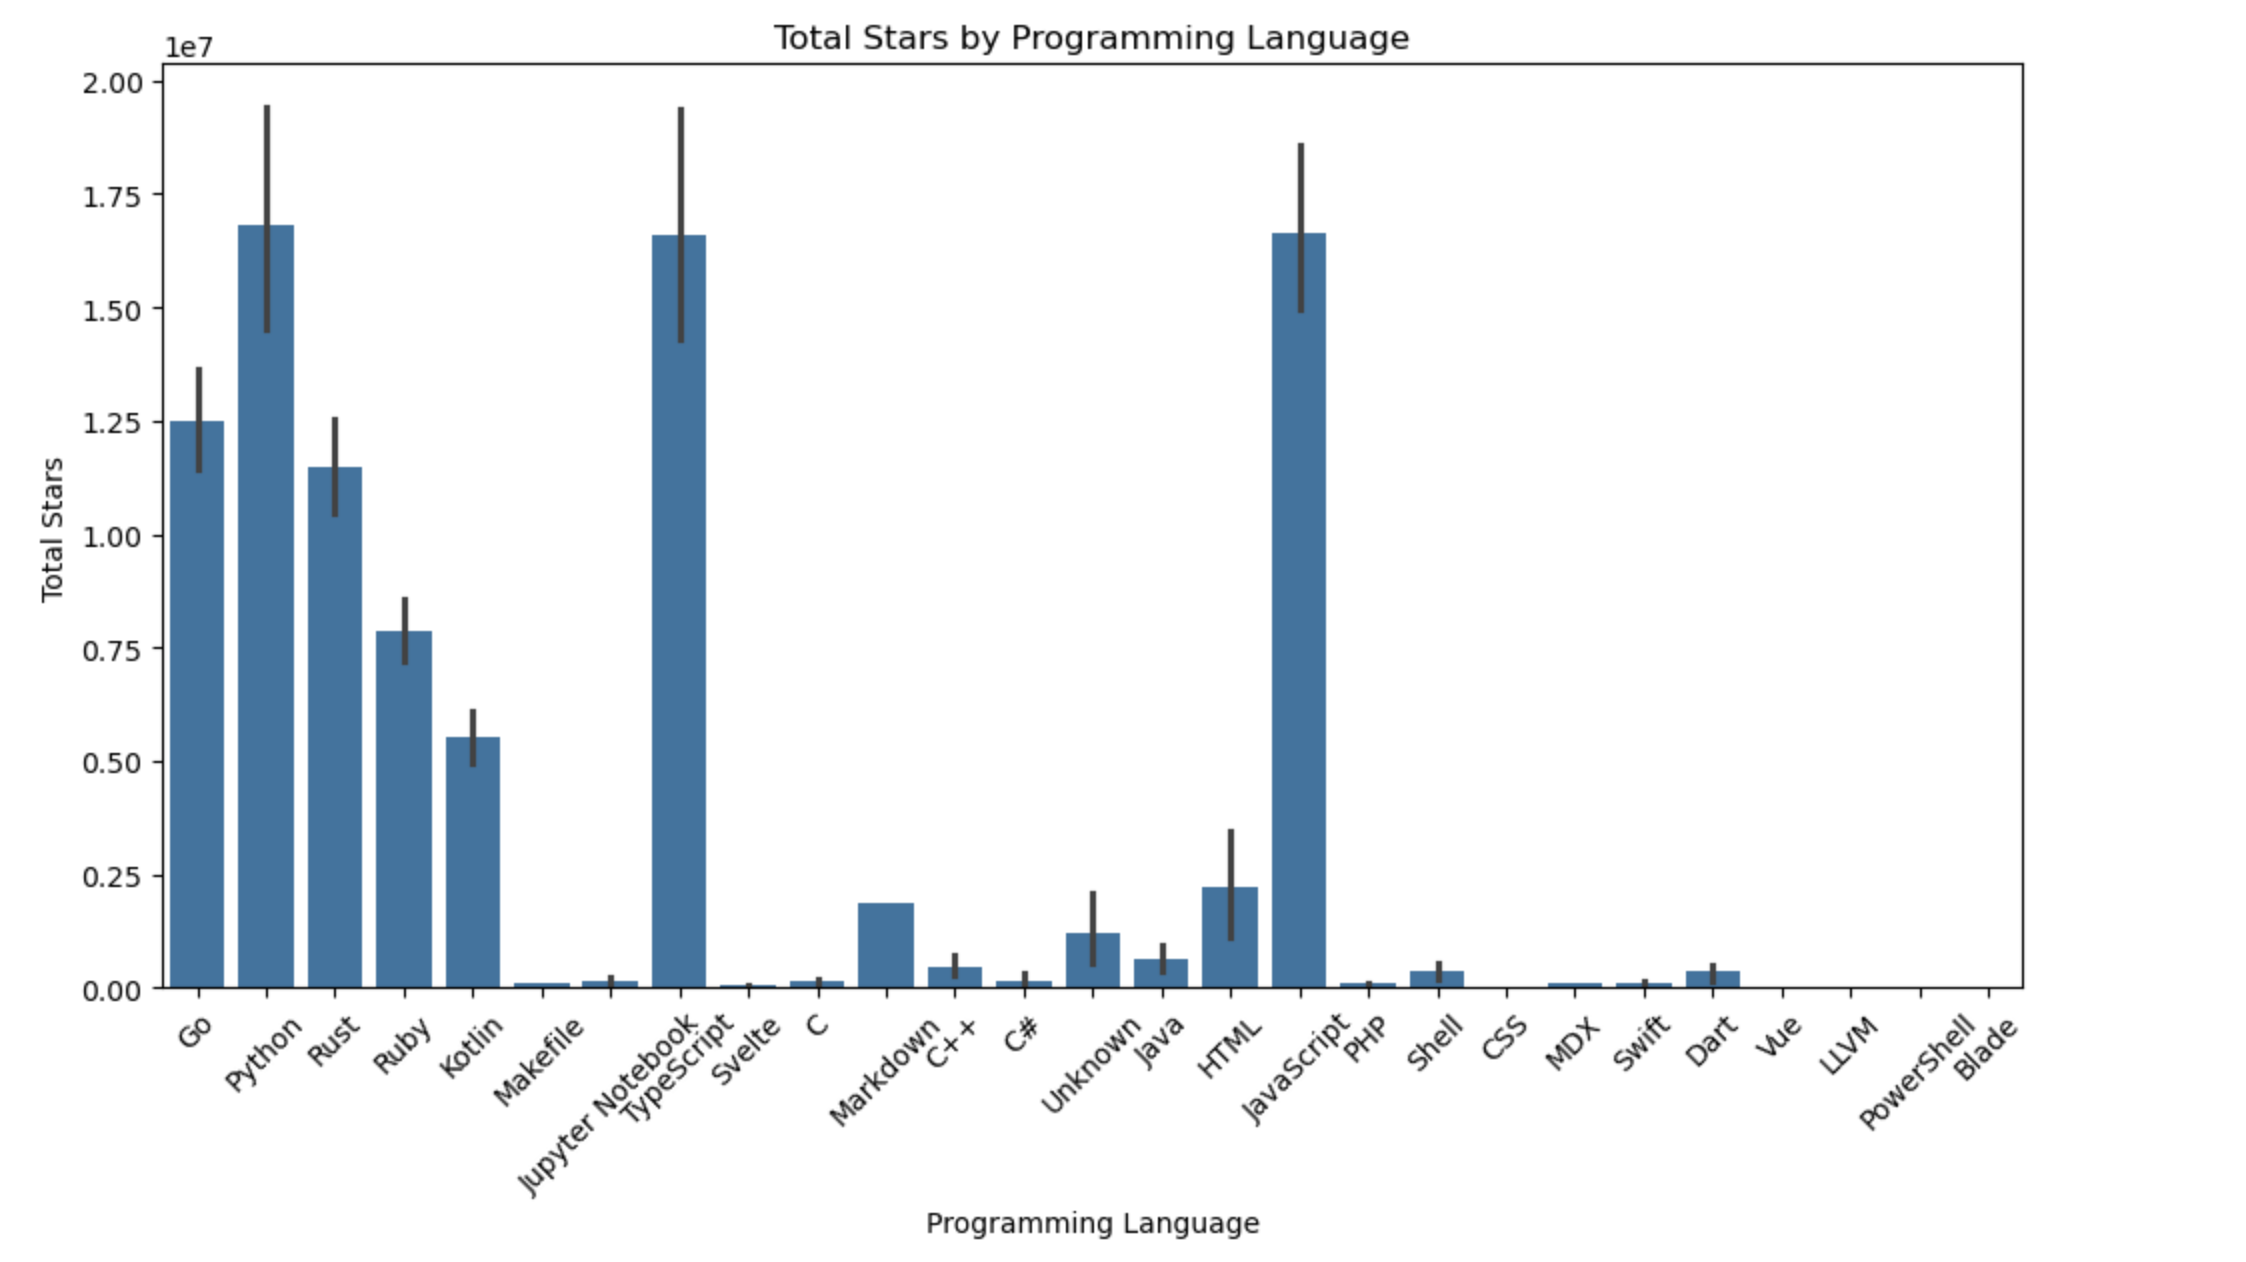 Total Stars by Programming Language
1e7
2.00
1.75
1.50
1.25
1.00
0.75
0.50
0.25
0.00
Total Stars
Go
Python
Rust
Ruby
Kotlin
Makefile
Jupyter Notebook
TypeScript
Svelte
C
Markdown
C++
C#
Unknown
Java
HTML
JavaScript
PHP
Shell
CSS
MDX
Swift
Dart
Vue
LLVM
PowerShell
Blade
Programming Language